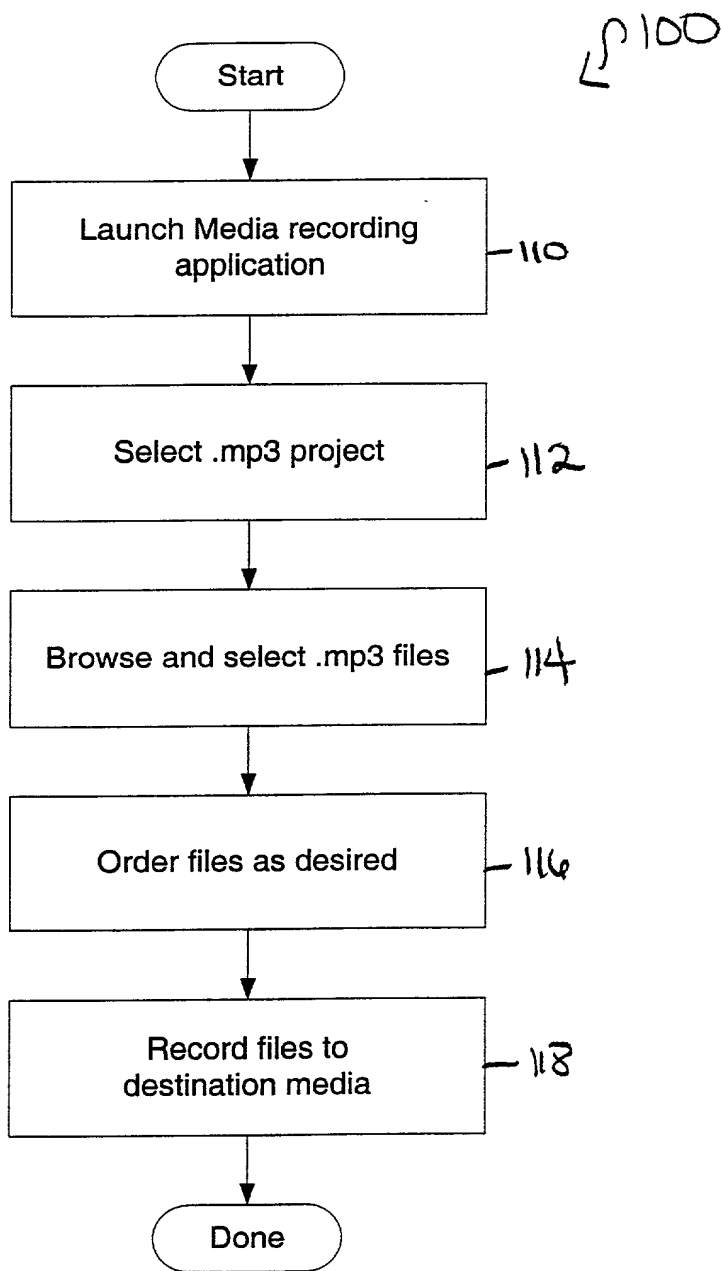 100
Start
Launch Media recording
application
110
Select .mp3 project
112
Browse and select .mp3 files
114
Order files as desired
116
Record files to
destination media
118
Done